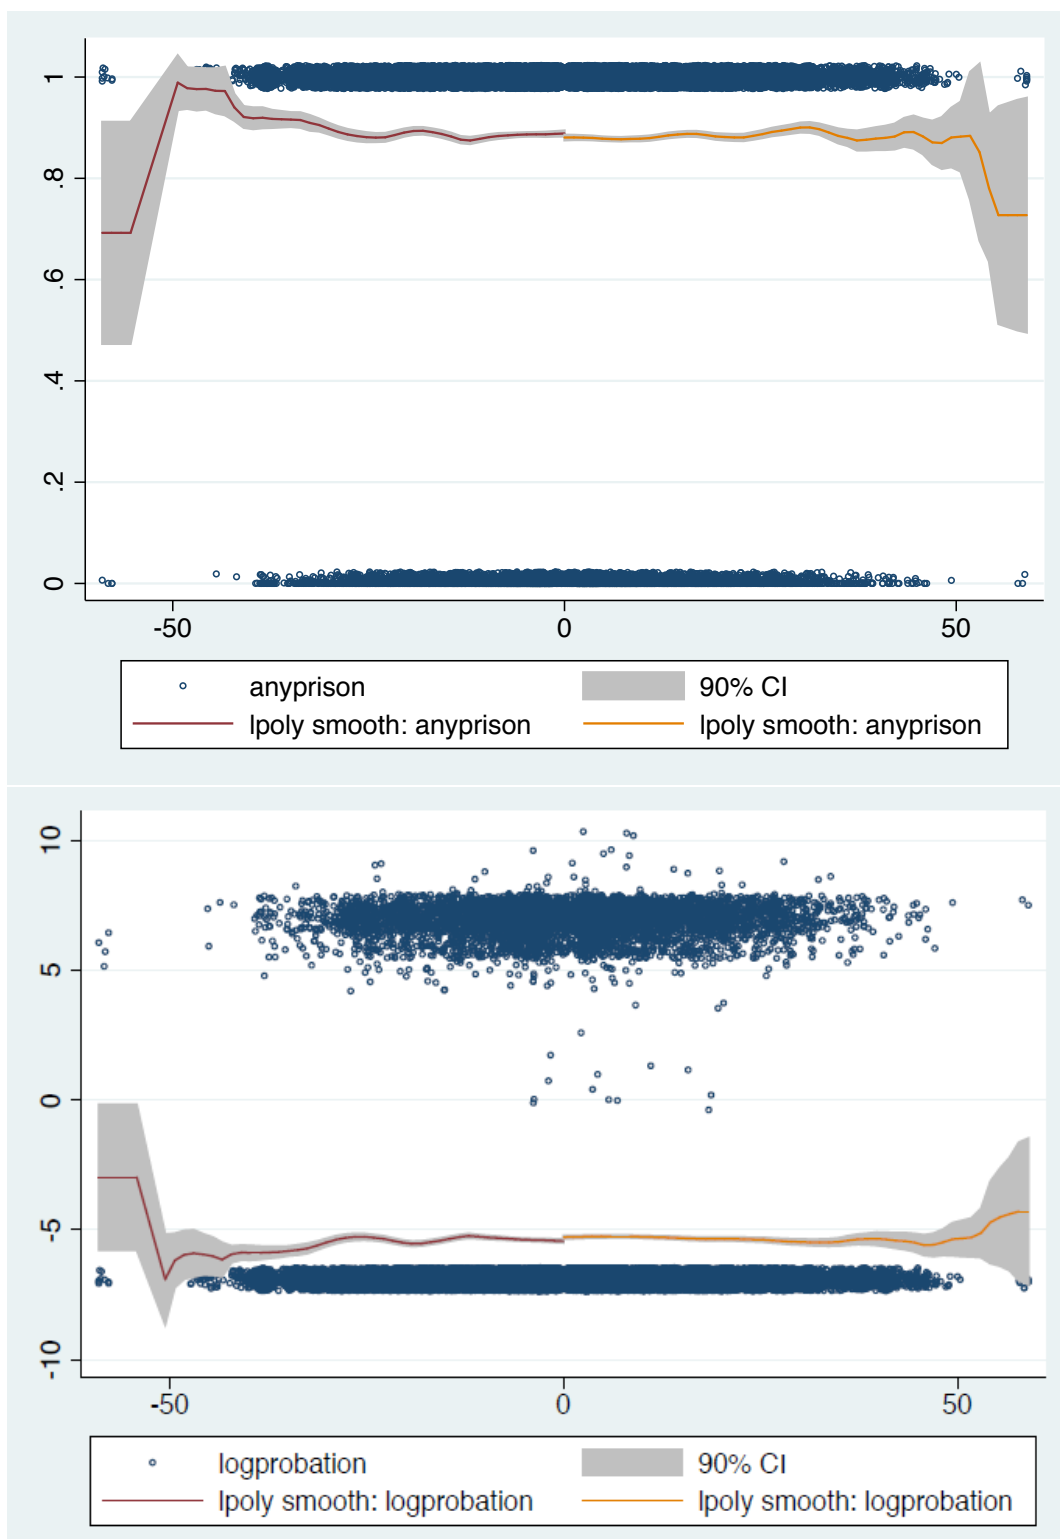 1
.8
.6
.4
.2
0
-50 0 50
anyprison 90% CI
lpoly smooth: anyprison lpoly smooth: anyprison
10
5
0
-5
-10
-50 0 50
logprobation 90% CI
lpoly smooth: logprobation lpoly smooth: logprobation